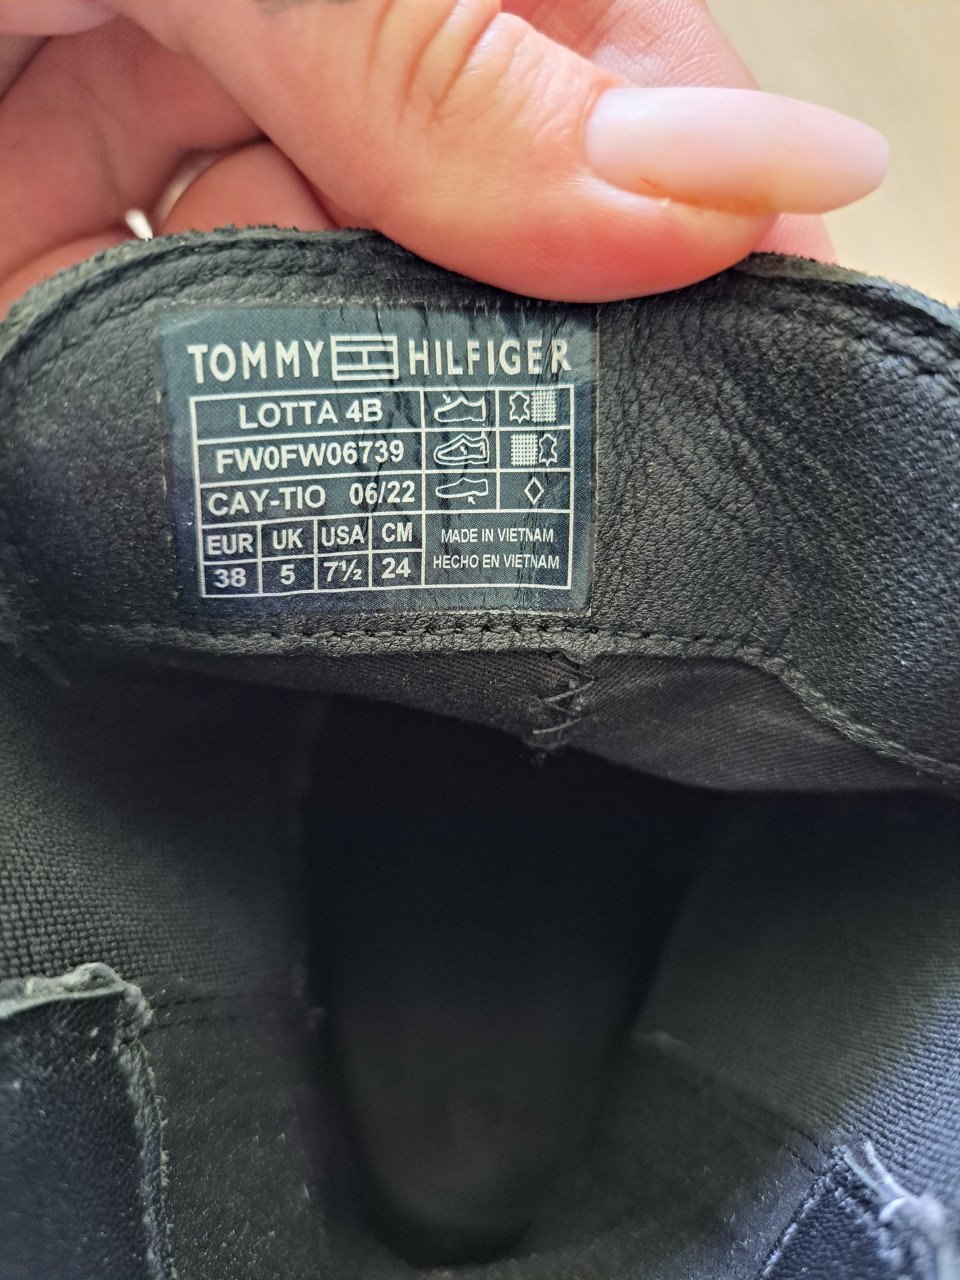 TOMMY HILFIGER
LOTTA 4B
FW0FW06739
CAY-TIO 06/22
EUR UK USA CM
38 5 7½ 24
MADE IN VIETNAM
HECHO EN VIETNAM